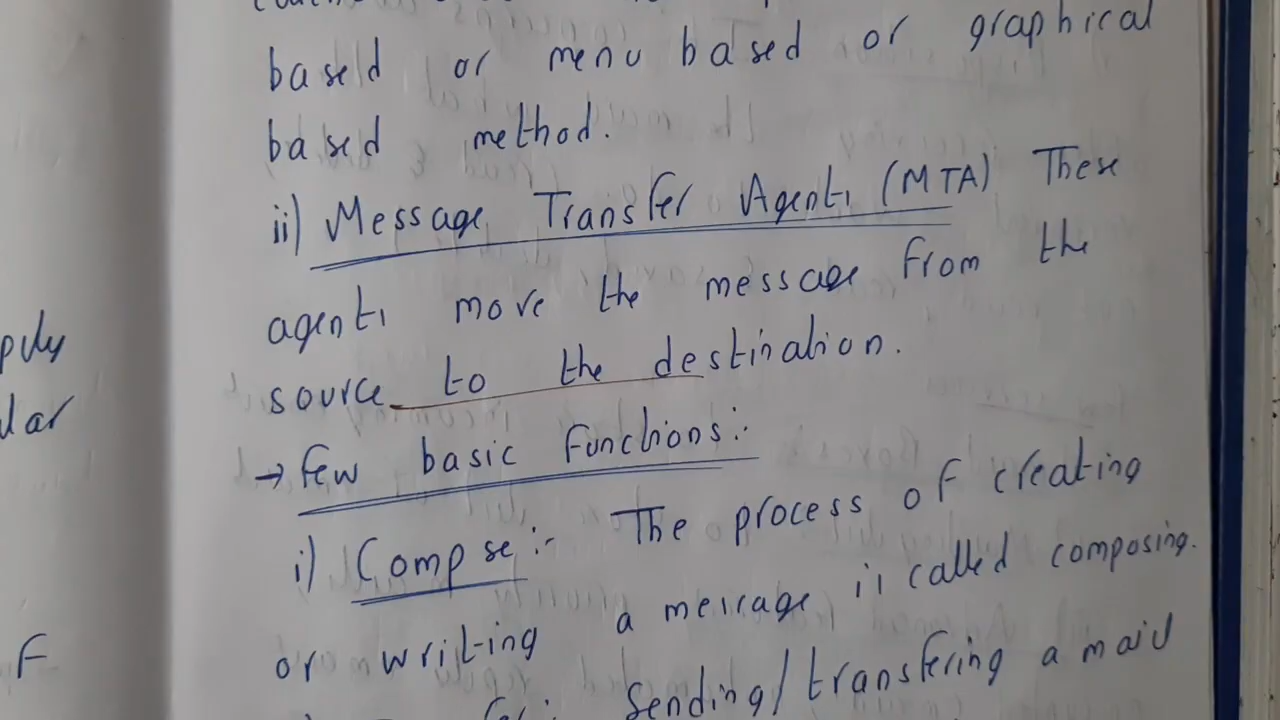 based or menu based or graphical
based method.
ii) Message Transfer Agents (MTA) These
agents move the message from the
source to the destination.
→ Few basic Functions:-
i) Compose:- The process of creating
or writing a message is called composing.
Sending/transfering a mail
lar
F